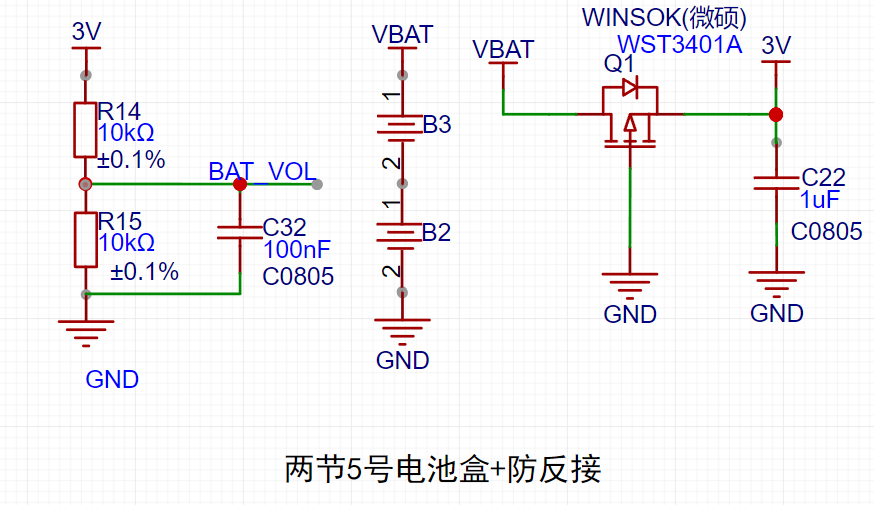 3V
R14
10kΩ
±0.1%
BAT_VOL
R15
10kΩ
±0.1%
C32
100nF
C0805
GND
VBAT
1
B3
2
1
B2
2
GND
WINSOK(微硕)
WST3401A
VBAT
Q1
3V
C22
1uF
C0805
GND
GND
两节5号电池盒+防反接